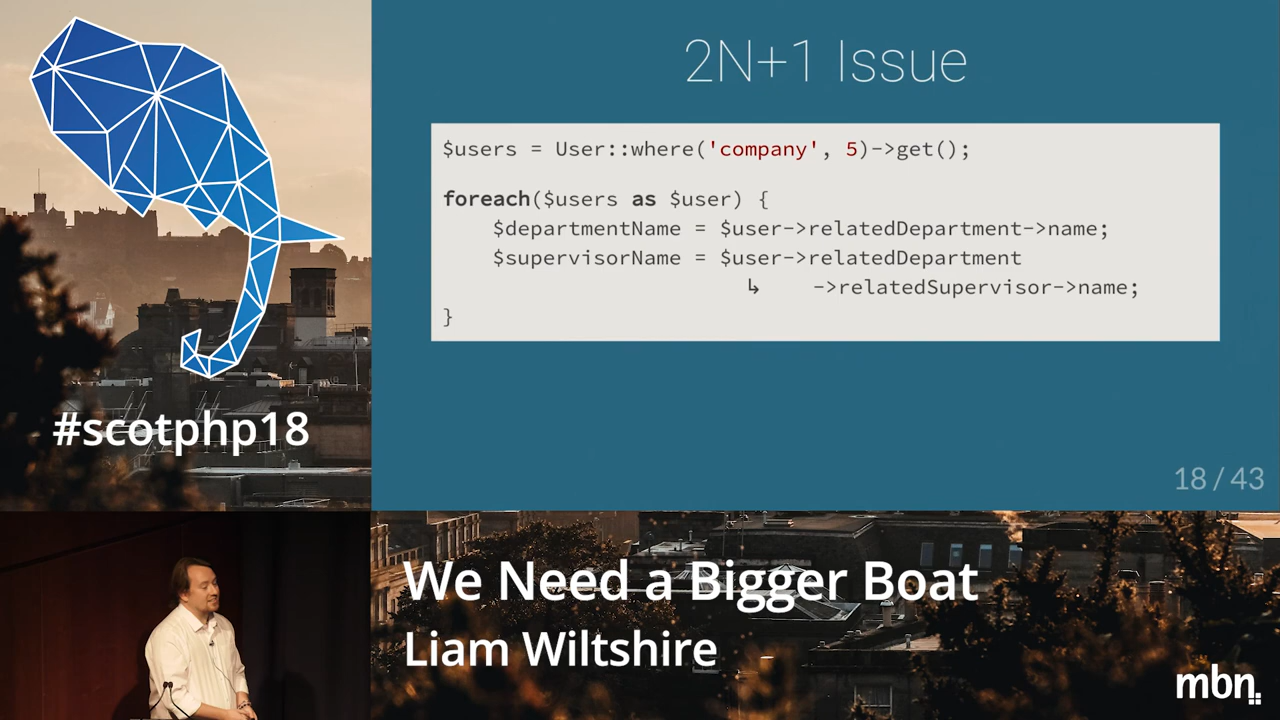 2N+1 Issue
$users = User::where('company', 5)->get();
foreach($users as $user) {
$departmentName = $user->relatedDepartment->name;
$supervisorName = $user->relatedDepartment
↳ ->relatedSupervisor->name;
}
18 / 43
#scotphp18
We Need a Bigger Boat
Liam Wiltshire
mbn